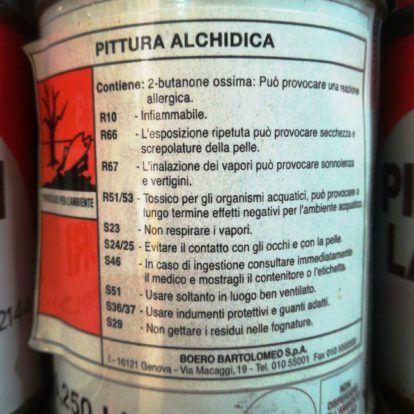 PITTURA ALCHIDICA
Contiene: 2-butanone ossima: Può provocare una reazione
allergica.
R10 - Infiammabile.
R66 - L'esposizione ripetuta può provocare secchezza e
screpolature della pelle.
R67 - L'inalazione dei vapori può provocare sonnolenza
e vertigini.
R51/53 - Tossico per gli organismi acquatici, può provocare a
lungo termine effetti negativi per l'ambiente acquatico.
S23 - Non respirare i vapori.
S24/25 - Evitare il contatto con gli occhi e con la pelle.
S46 - In caso di ingestione consultare immediatamente
il medico e mostragli il contenitore o l'etichetta.
S51 - Usare soltanto in luogo ben ventilato.
S36/37 - Usare indumenti protettivi e guanti adatti.
S29 - Non gettare i residui nelle fognature.
PERICOLOSO PER L'AMBIENTE
BOERO BARTOLOMEO S.p.A.
I - 16121 Genova - Via Macaggi, 19 - Tel. 010 55001 Fax 010
.250
NON